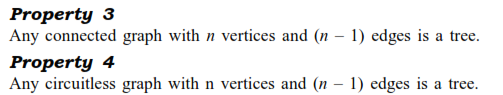 Property 3
Any connected graph with n vertices and (n – 1) edges is a tree.
Property 4
Any circuitless graph with n vertices and (n – 1) edges is a tree.